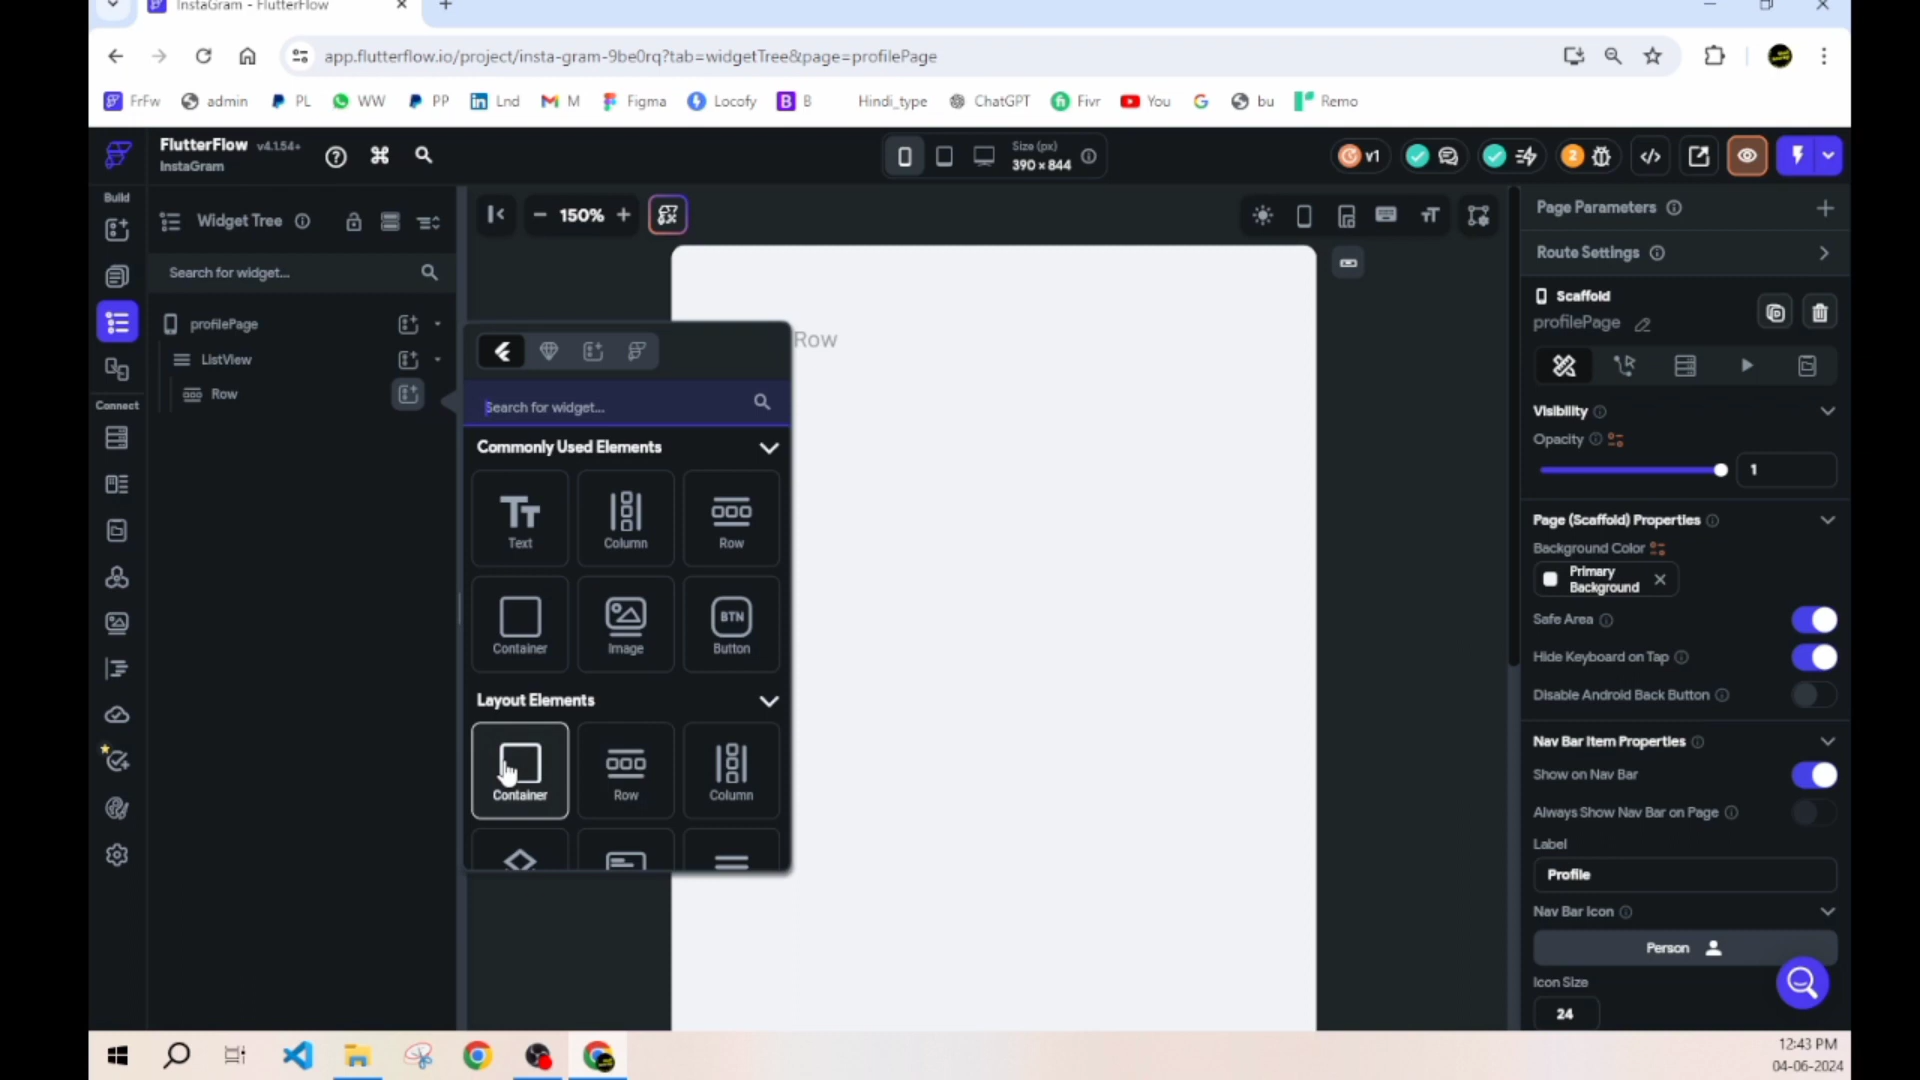 InstaGram - FlutterFlow
app.flutterflow.io/project/insta-gram-9be0rq?tab=widgetTree&page=profilePage
FrFw admin PL WW PP Lnd M Figma Locofy B Hindi_type ChatGPT Fivr You bu Remo
FlutterFlow v4.1.54+
InstaGram
Size (px)
390 × 844
v1
2
Build
Widget Tree
Search for widget...
profilePage
ListView
Row
Connect
150%
Row
Search for widget...
Commonly Used Elements
Text Column Row
Container Image BTN Button
Layout Elements
Container Row Column
Page Parameters
Route Settings
Scaffold
profilePage
Visibility
Opacity
1
Page (Scaffold) Properties
Background Color
Primary
Background
Safe Area
Hide Keyboard on Tap
Disable Android Back Button
Nav Bar Item Properties
Show on Nav Bar
Always Show Nav Bar on Page
Label
Profile
Nav Bar Icon
Person
Icon Size
24
12:43 PM
04-06-2024